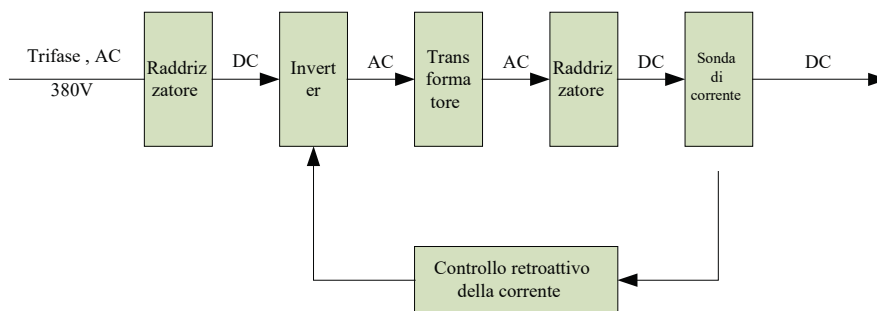 Trifase , AC
380V
Raddriz
zatore
DC
Invert
er
AC
Trans
forma
tore
AC
Raddriz
zatore
DC
Sonda
di
corrente
DC
Controllo retroattivo
della corrente